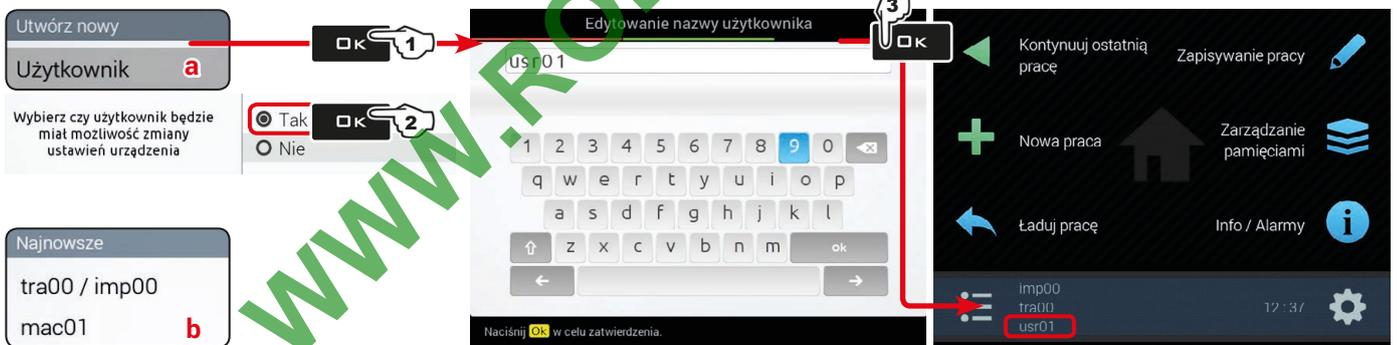 Utwórz nowy
Użytkownik
a
OK
1
Wybierz czy użytkownik będzie
miał możliwość zmiany
ustawień urządzenia
Tak
OK
2
Nie
Najnowsze
tra00 / imp00
mac01
b
Edytowanie nazwy użytkownika
3
OK
usr01
1 2 3 4 5 6 7 8 9 0
q w e r t y u i o p
a s d f g h j k l
z x c v b n m ok
Naciśnij Ok w celu zatwierdzenia.
Kontynuuj ostatnią
pracę
Zapisywanie pracy
Nowa praca
Zarządzanie
pamięciami
Ładuj pracę
Info / Alarmy
i
imp00
tra00
usr01
12:37
WWW.RO